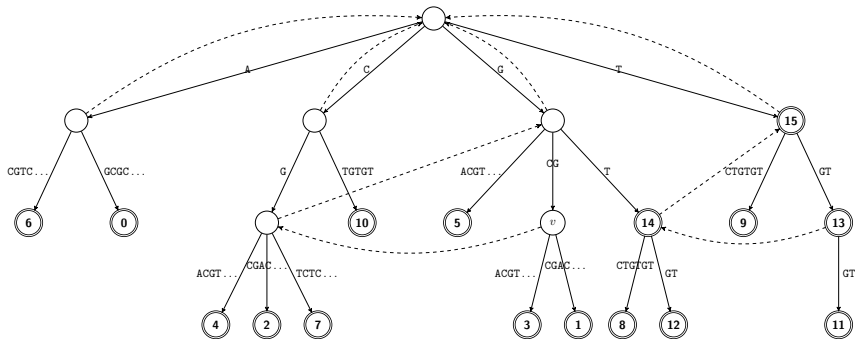 A C G T
15
CGTC... GCGC... G TGTGT ACGT... CG T CTGTGT GT
6 0 10 5 v 14 9 13
ACGT... CGAC... TCTC... ACGT... CGAC... CTGTGT GT GT
4 2 7 3 1 8 12 11